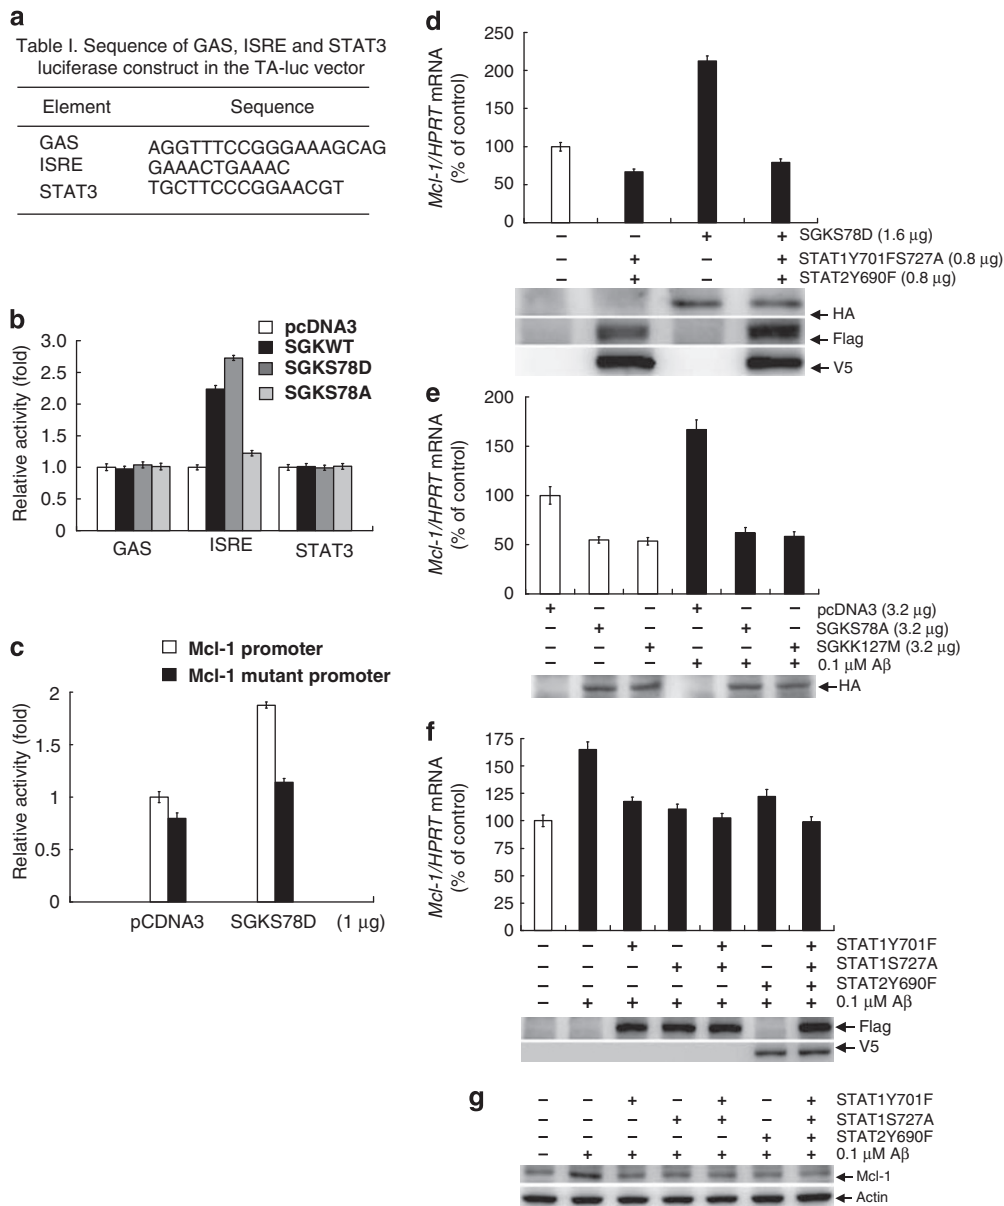 a
Table I. Sequence of GAS, ISRE and STAT3
luciferase construct in the TA-luc vector
Element Sequence
GAS AGGTTTCCGGGAAAGCAG
ISRE GAAACTGAAAC
STAT3 TGCTTCCCGGAACGT
b
pcDNA3
SGKWT
SGKS78D
SGKS78A
Relative activity (fold)
3.0
2.5
2.0
1.5
1.0
0.5
0
GAS ISRE STAT3
c
Mcl-1 promoter
Mcl-1 mutant promoter
Relative activity (fold)
2
1.5
1
0.5
0
pCDNA3 SGKS78D (1 μg)
d
Mcl-1/HPRT mRNA
(% of control)
250
200
150
100
50
0
– – + + SGKS78D (1.6 μg)
– + – + STAT1Y701FS727A (0.8 μg)
– + – + STAT2Y690F (0.8 μg)
HA
Flag
V5
e
Mcl-1/HPRT mRNA
(% of control)
200
150
100
50
0
+ – – + – – pcDNA3 (3.2 μg)
– + – – + – SGKS78A (3.2 μg)
– – + – – + SGKK127M (3.2 μg)
– – – + + + 0.1 μM Aβ
HA
f
Mcl-1/HPRT mRNA
(% of control)
175
150
125
100
75
50
25
0
– – + – + – + STAT1Y701F
– – – + + – + STAT1S727A
– – – – – + + STAT2Y690F
– + + + + + + 0.1 μM Aβ
Flag
V5
g
– – + – + – + STAT1Y701F
– – – + + – + STAT1S727A
– – – – – + + STAT2Y690F
– + + + + + + 0.1 μM Aβ
Mcl-1
Actin